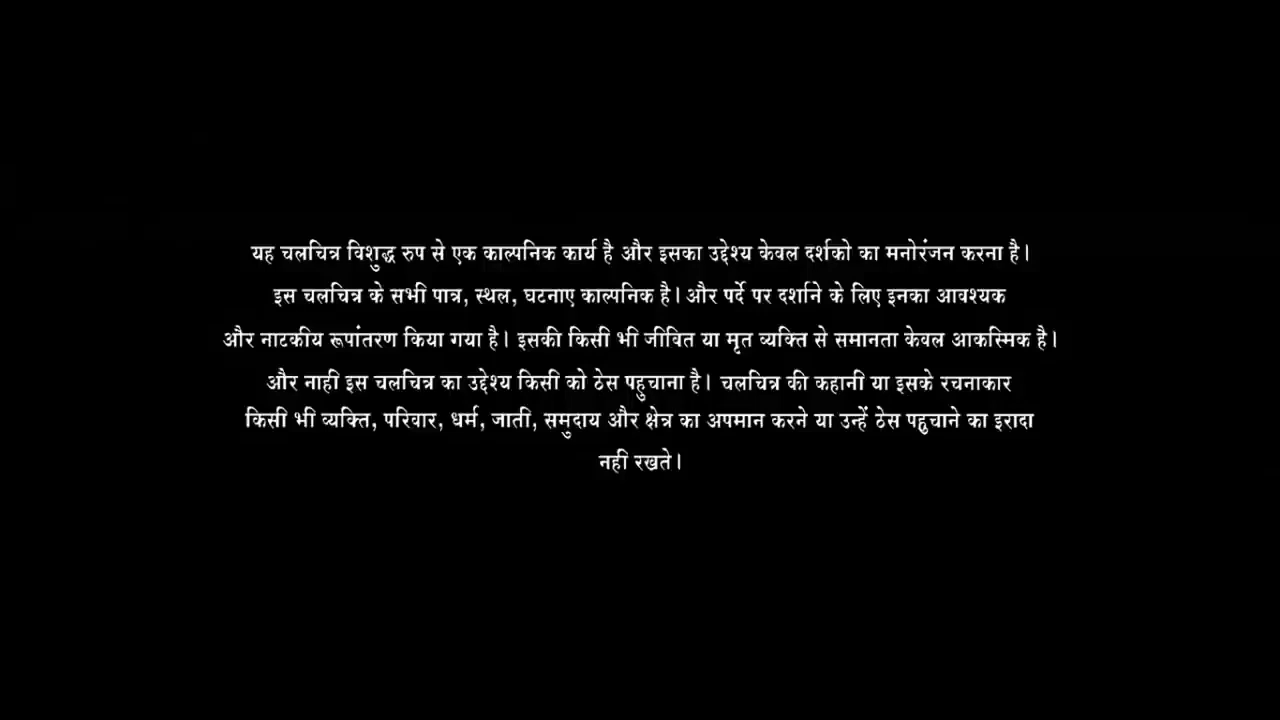 यह चलचित्र विशुद्ध रुप से एक काल्पनिक कार्य है और इसका उद्देश्य केवल दर्शको का मनोरंजन करना है।
इस चलचित्र के सभी पात्र, स्थल, घटनाए काल्पनिक है। और पर्दे पर दर्शाने के लिए इनका आवश्यक
और नाटकीय रूपांतरण किया गया है। इसकी किसी भी जीवित या मृत व्यक्ति से समानता केवल आकस्मिक है।
और नाही इस चलचित्र का उद्देश्य किसी को ठेस पहुचाना है। चलचित्र की कहानी या इसके रचनाकार
किसी भी व्यक्ति, परिवार, धर्म, जाती, समुदाय और क्षेत्र का अपमान करने या उन्हें ठेस पहुचाने का इरादा
नही रखते।